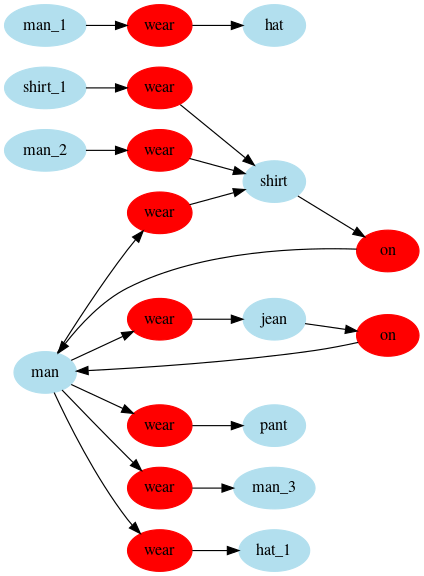 man_1 wear hat
shirt_1 wear
man_2 wear
shirt
wear
on
wear jean
on
man
wear pant
wear man_3
wear hat_1